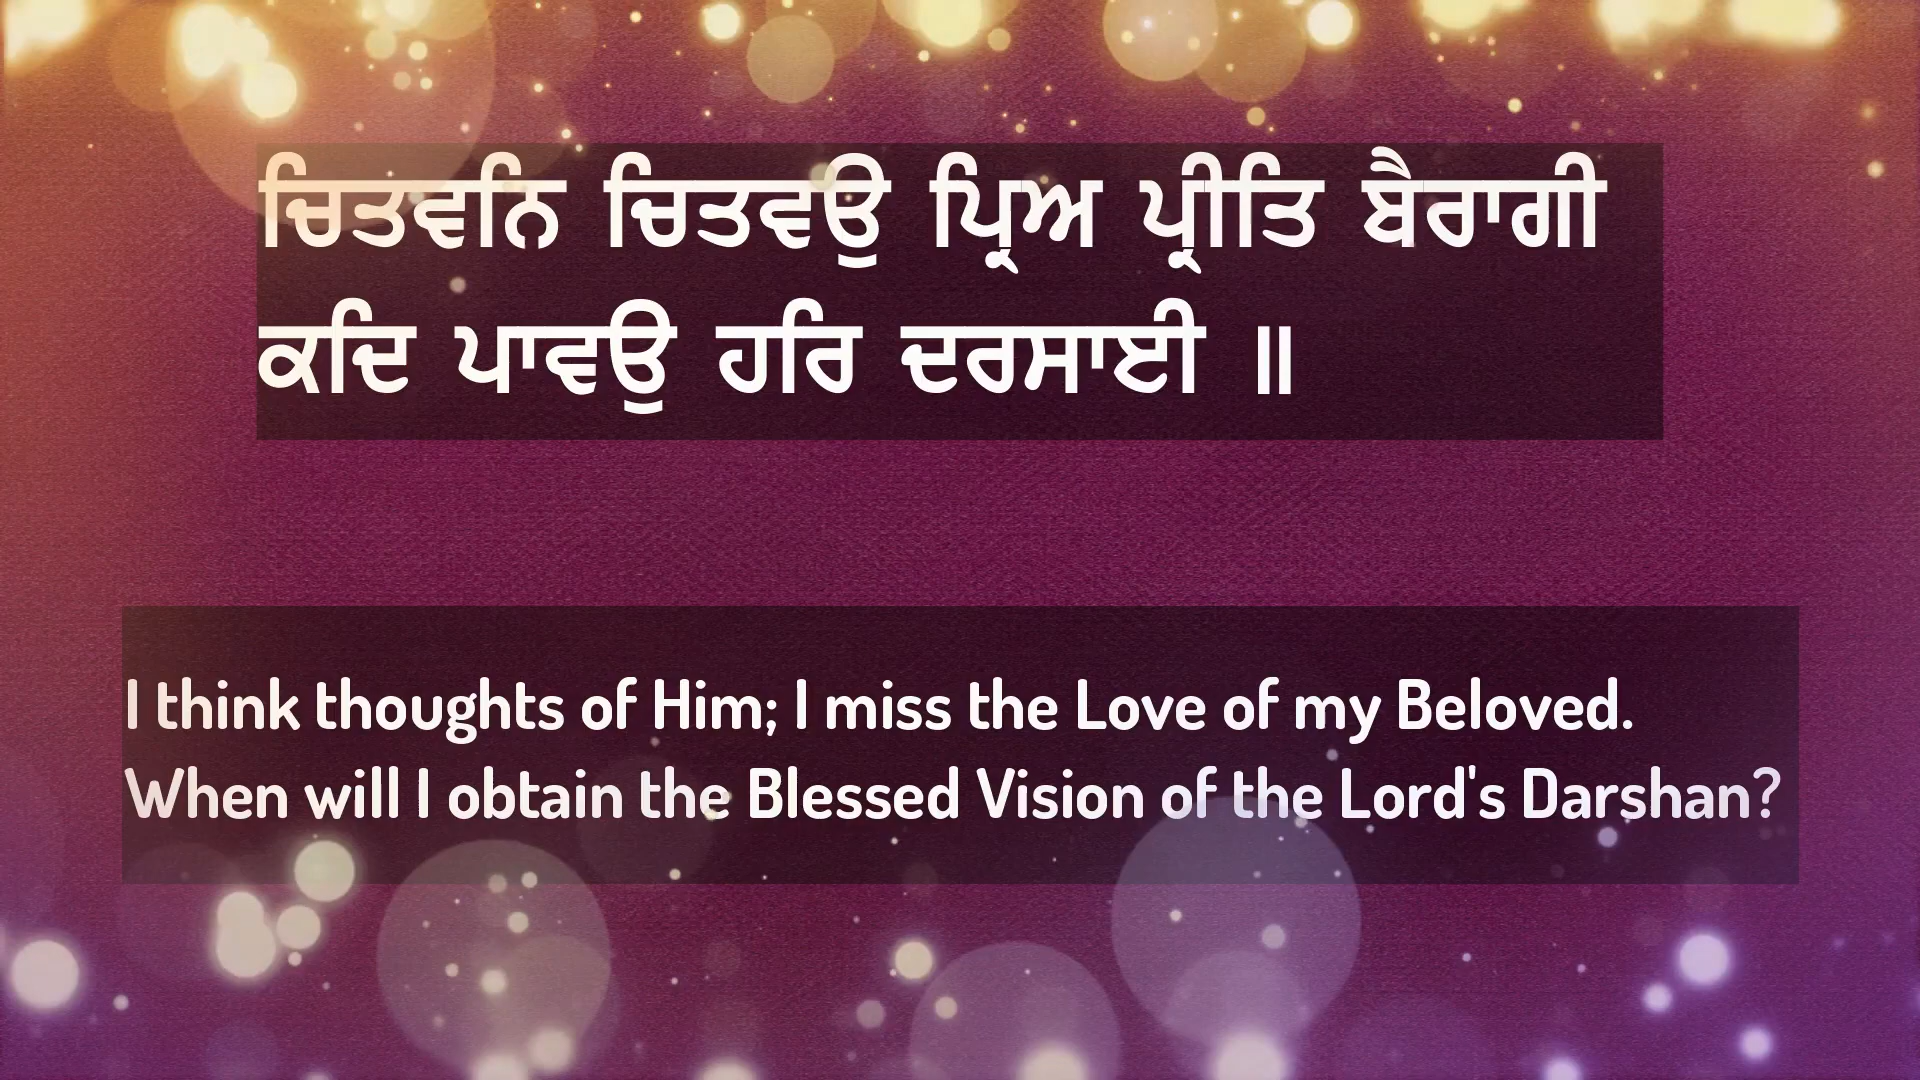 ਚਿਤਵਨਿ ਚਿਤਵਉ ਪ੍ਰਿਅ ਪ੍ਰੀਤਿ ਬੈਰਾਗੀ
ਕਦਿ ਪਾਵਉ ਹਰਿ ਦਰਸਾਈ ॥
I think thoughts of Him; I miss the Love of my Beloved.
When will I obtain the Blessed Vision of the Lord's Darshan?